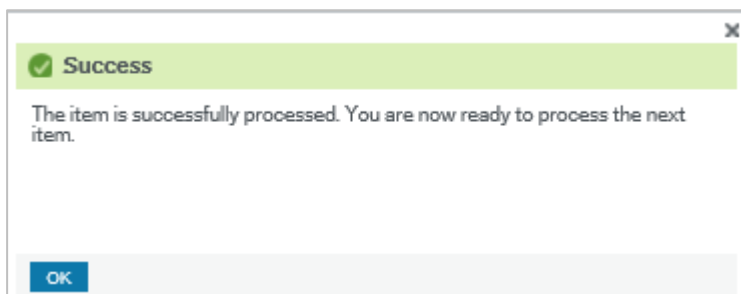 Success
The item is successfully processed. You are now ready to process the next
item.
OK